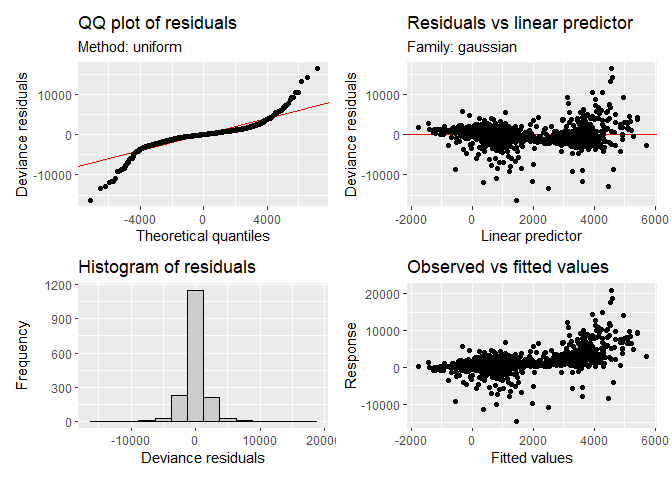 QQ plot of residuals
Method: uniform
Deviance residuals
10000
0
-10000
-4000 0 4000
Theoretical quantiles
Residuals vs linear predictor
Family: gaussian
Deviance residuals
10000
0
-10000
-2000 0 2000 4000 6000
Linear predictor
Histogram of residuals
Frequency
1200
900
600
300
0
-10000 0 10000 20000
Deviance residuals
Observed vs fitted values
Response
20000
10000
0
-10000
-2000 0 2000 4000 6000
Fitted values